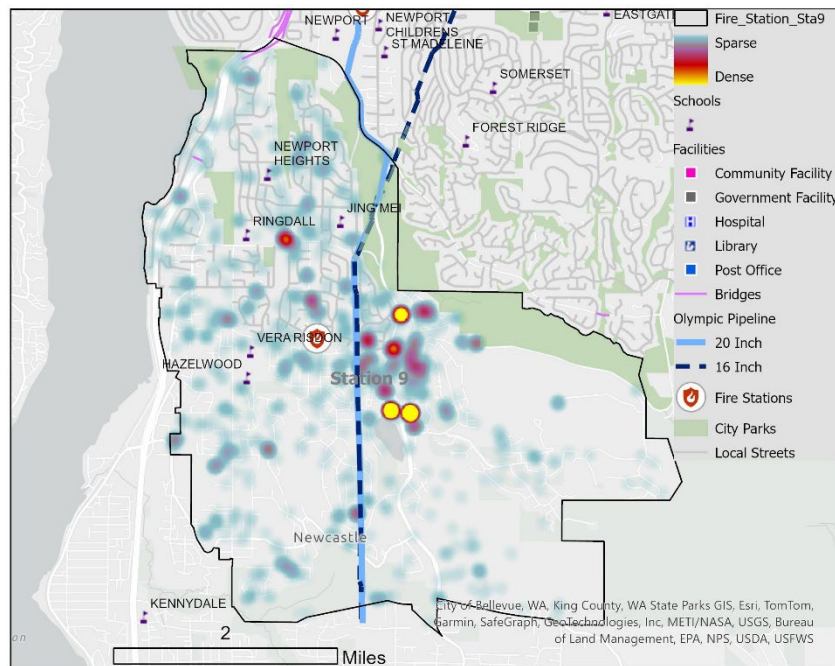 NEWPORT
NEWPORT
CHILDRENS
ST MADELEINE
EASTGATE
SOMERSET
FOREST RIDGE
NEWPORT
HEIGHTS
JING MEI
RINGDALL
VERA RISDON
HAZELWOOD
Station 9
Newcastle
KENNYDALE
2
Miles
Fire_Station_Sta9
Sparse
Dense
Schools
Facilities
Community Facility
Government Facility
Hospital
Library
Post Office
Bridges
Olympic Pipeline
20 Inch
16 Inch
Fire Stations
City Parks
Local Streets
City of Bellevue, WA, King County, WA State Parks GIS, Esri, TomTom,
Garmin, SafeGraph, GeoTechnologies, Inc, METI/NASA, USGS, Bureau
of Land Management, EPA, NPS, USDA, USFWS